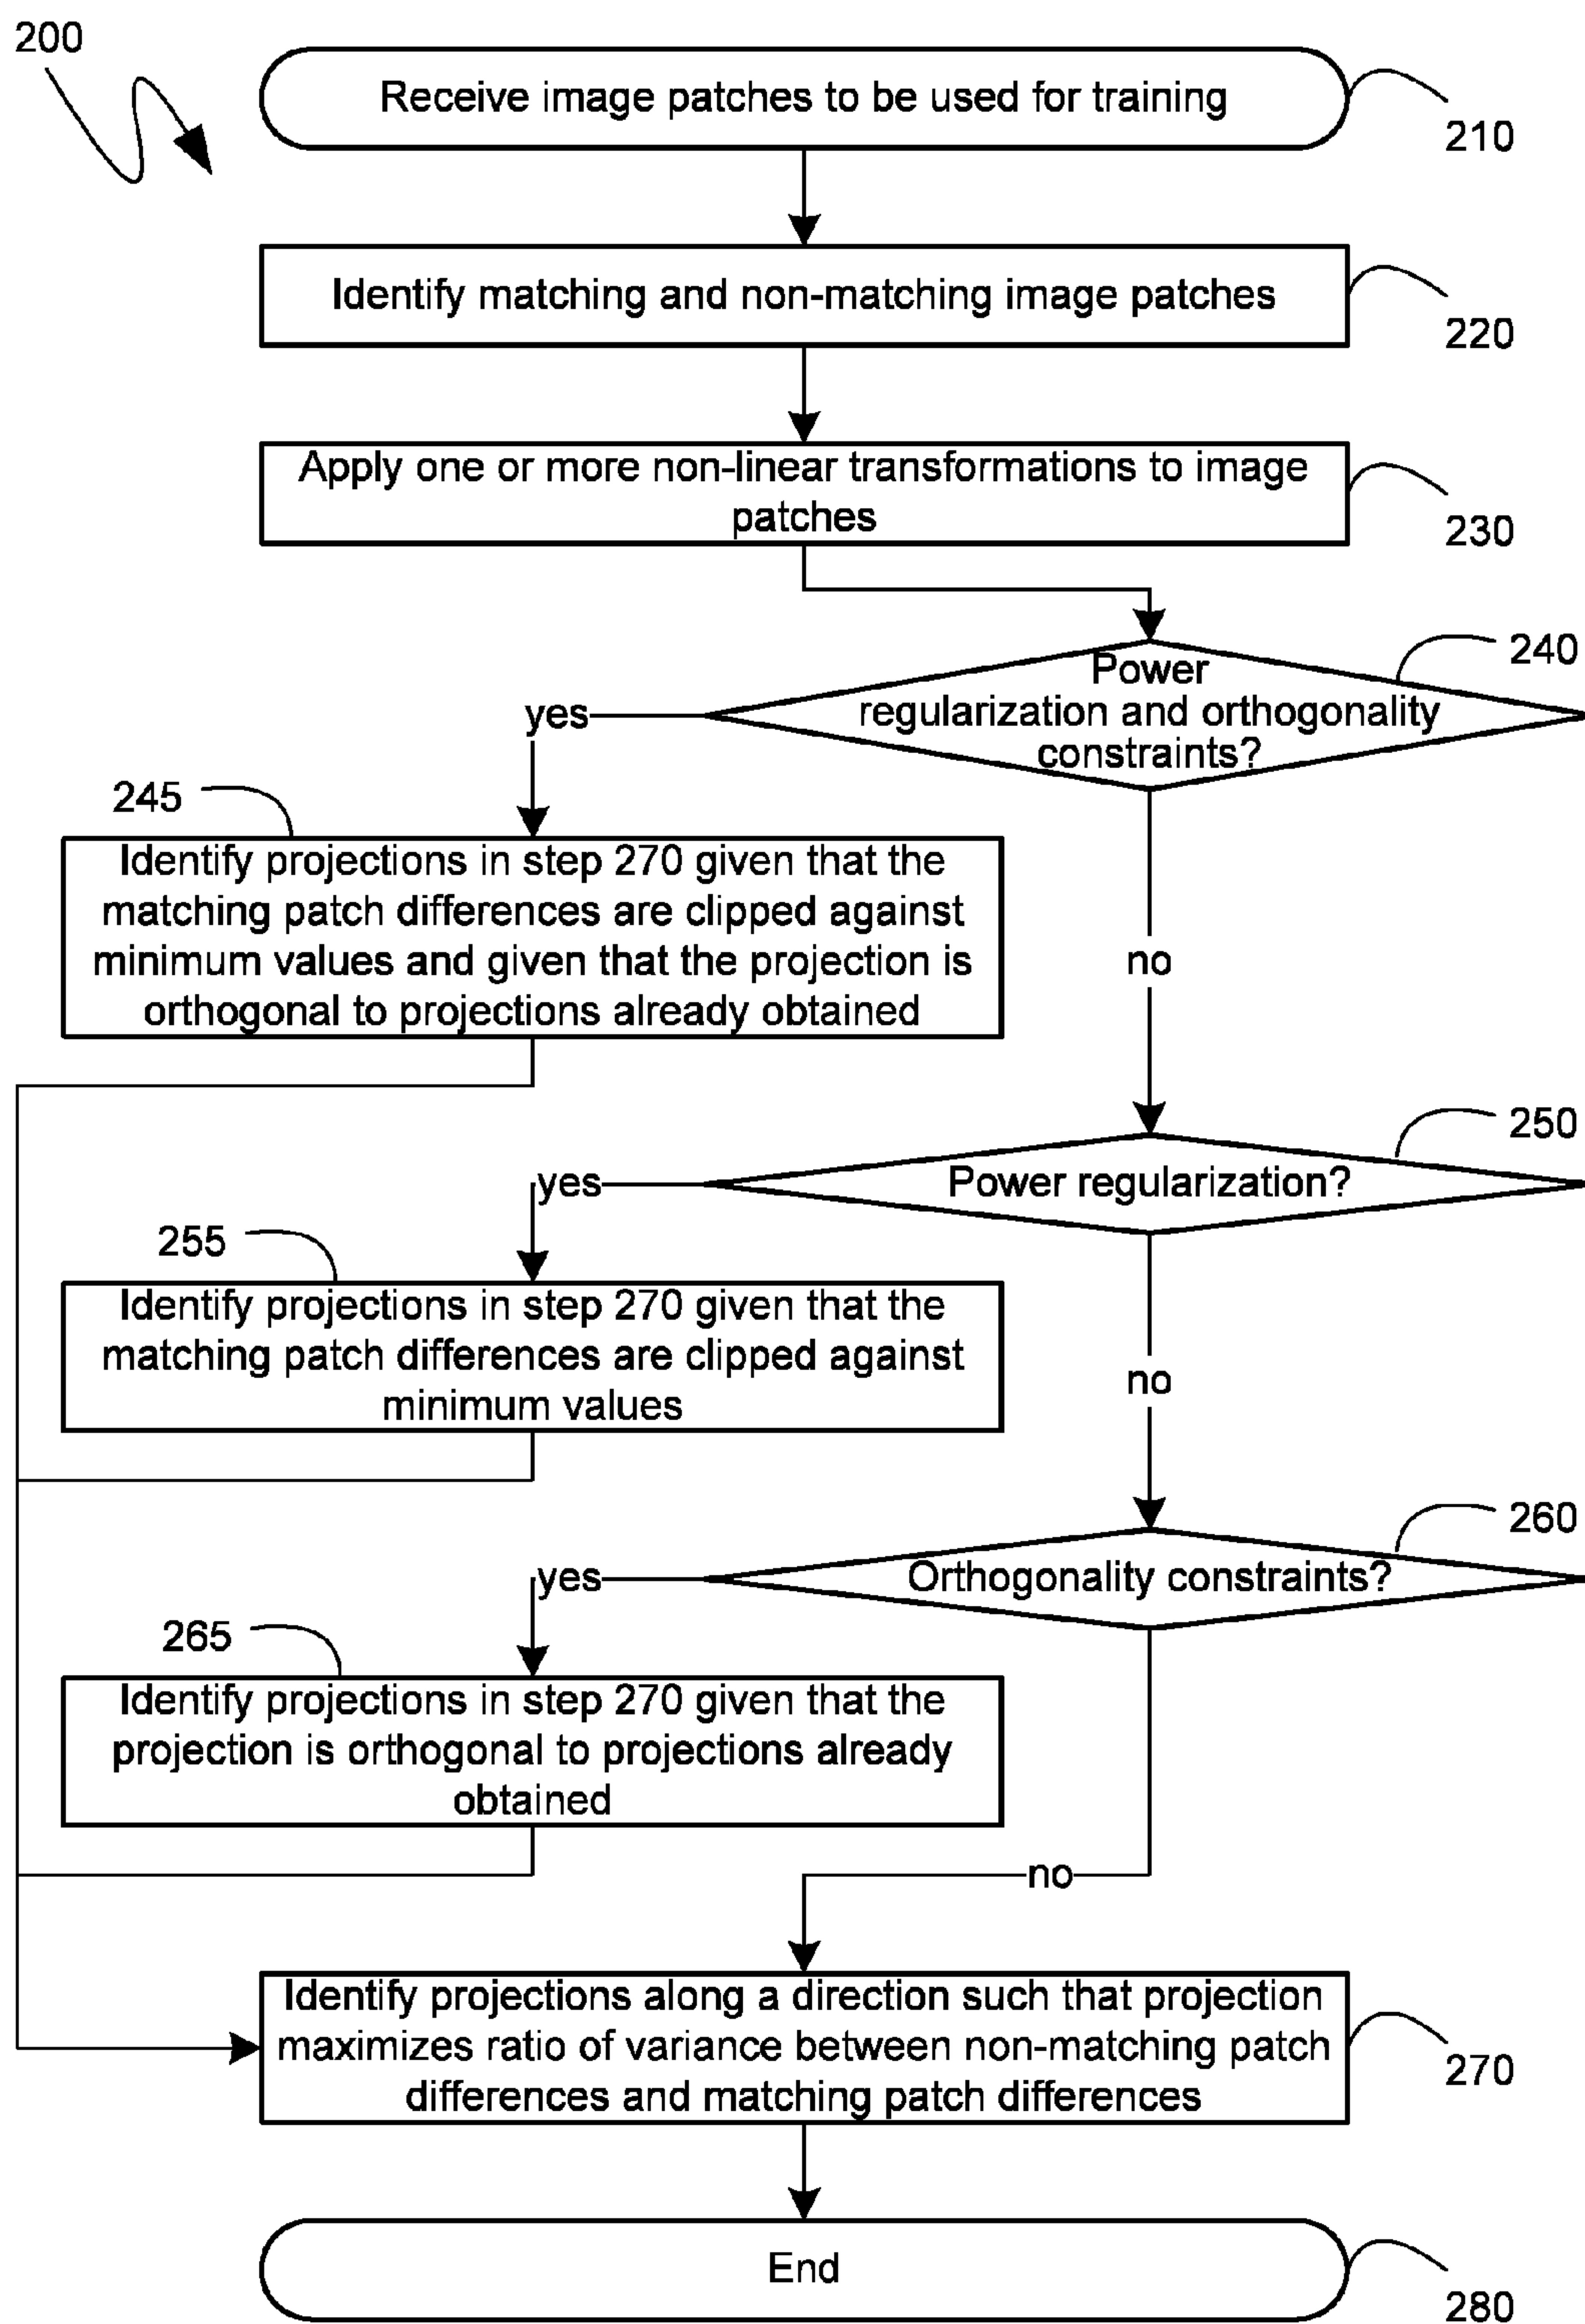 200
Receive image patches to be used for training
210
Identify matching and non-matching image patches
220
Apply one or more non-linear transformations to image
patches
230
240
Power
regularization and orthogonality
constraints?
yes
no
245
Identify projections in step 270 given that the
matching patch differences are clipped against
minimum values and given that the projection is
orthogonal to projections already obtained
250
Power regularization?
yes
no
255
Identify projections in step 270 given that the
matching patch differences are clipped against
minimum values
260
Orthogonality constraints?
yes
no
265
Identify projections in step 270 given that the
projection is orthogonal to projections already
obtained
Identify projections along a direction such that projection
maximizes ratio of variance between non-matching patch
differences and matching patch differences
270
End
280